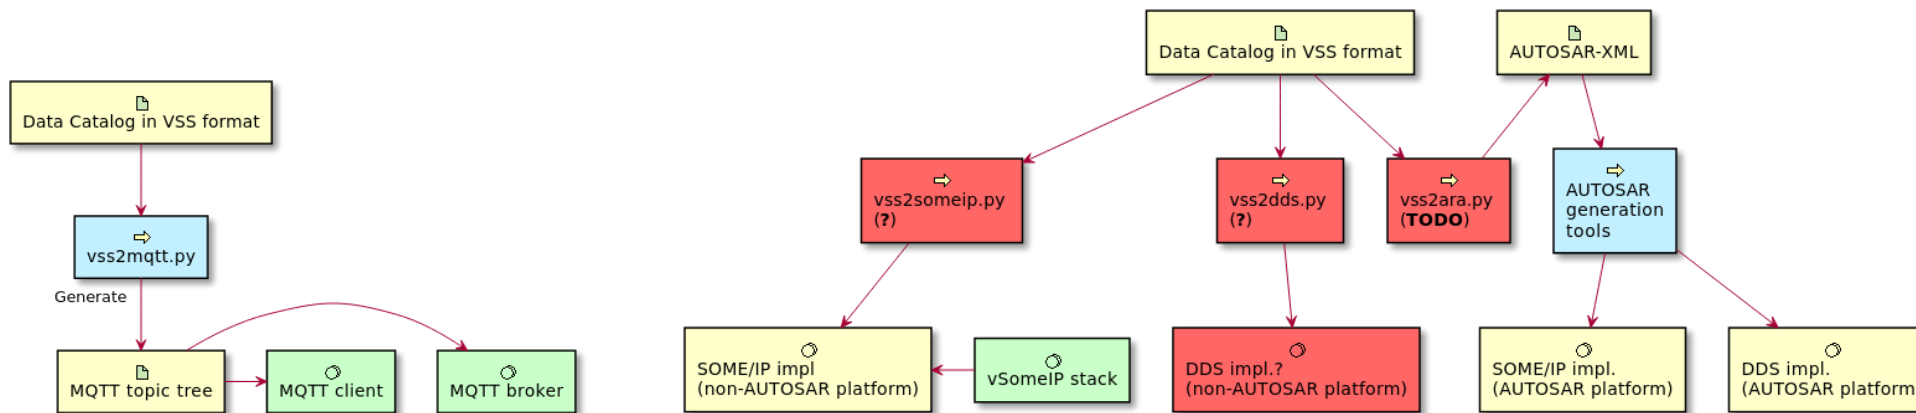 Data Catalog in VSS format
AUTOSAR-XML
Data Catalog in VSS format
vss2someip.py
(?)
vss2dds.py
(?)
vss2ara.py
(TODO)
AUTOSAR
generation
tools
vss2mqtt.py
Generate
MQTT topic tree
MQTT client
MQTT broker
SOME/IP impl
(non-AUTOSAR platform)
vSomeIP stack
DDS impl.?
(non-AUTOSAR platform)
SOME/IP impl.
(AUTOSAR platform)
DDS impl.
(AUTOSAR platform